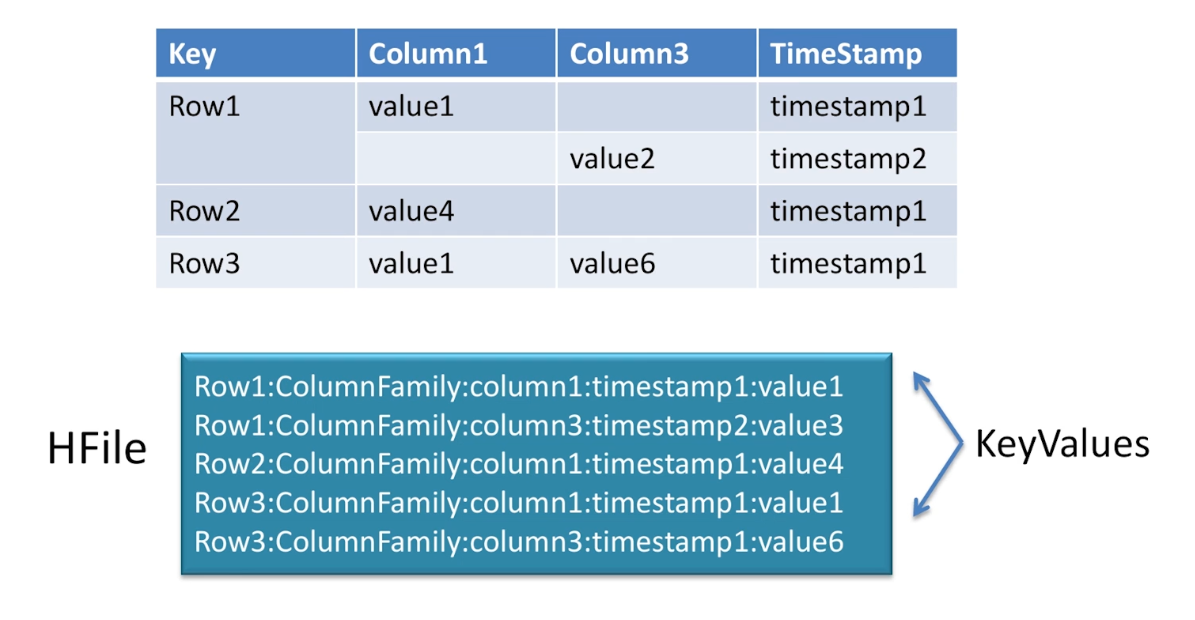 Key Column1 Column3 TimeStamp
Row1 value1 timestamp1
value2 timestamp2
Row2 value4 timestamp1
Row3 value1 value6 timestamp1
Row1:ColumnFamily:column1:timestamp1:value1
Row1:ColumnFamily:column3:timestamp2:value3
Row2:ColumnFamily:column1:timestamp1:value4
Row3:ColumnFamily:column1:timestamp1:value1
Row3:ColumnFamily:column3:timestamp1:value6
HFile
KeyValues